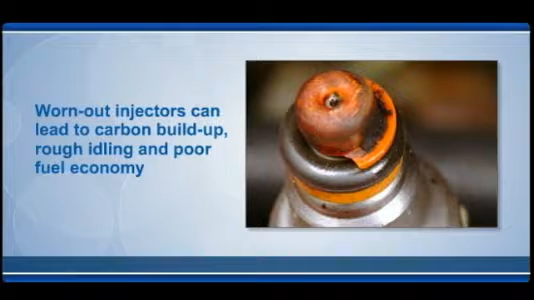 Worn-out injectors can
lead to carbon build-up,
rough idling and poor
fuel economy